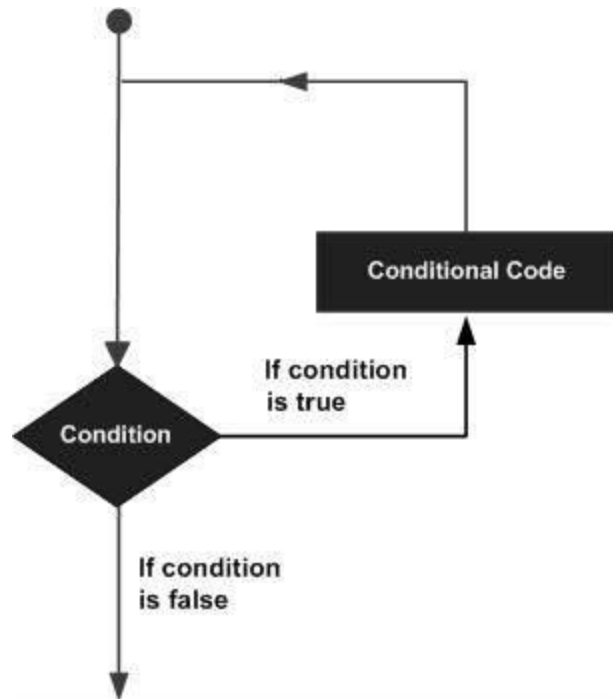 Conditional Code
If condition
is true
Condition
If condition
is false